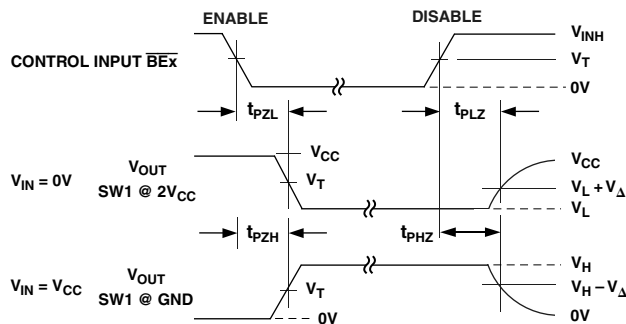 ENABLE DISABLE
V_INH
CONTROL INPUT BEx V_T
0V
t_PZL t_PLZ
V_CC V_CC
V_OUT V_T
V_IN = 0V SW1 @ 2V_CC V_L + V_Δ
V_L
t_PZH t_PHZ
V_H
V_OUT V_H – V_Δ
V_IN = V_CC SW1 @ GND V_T
0V 0V